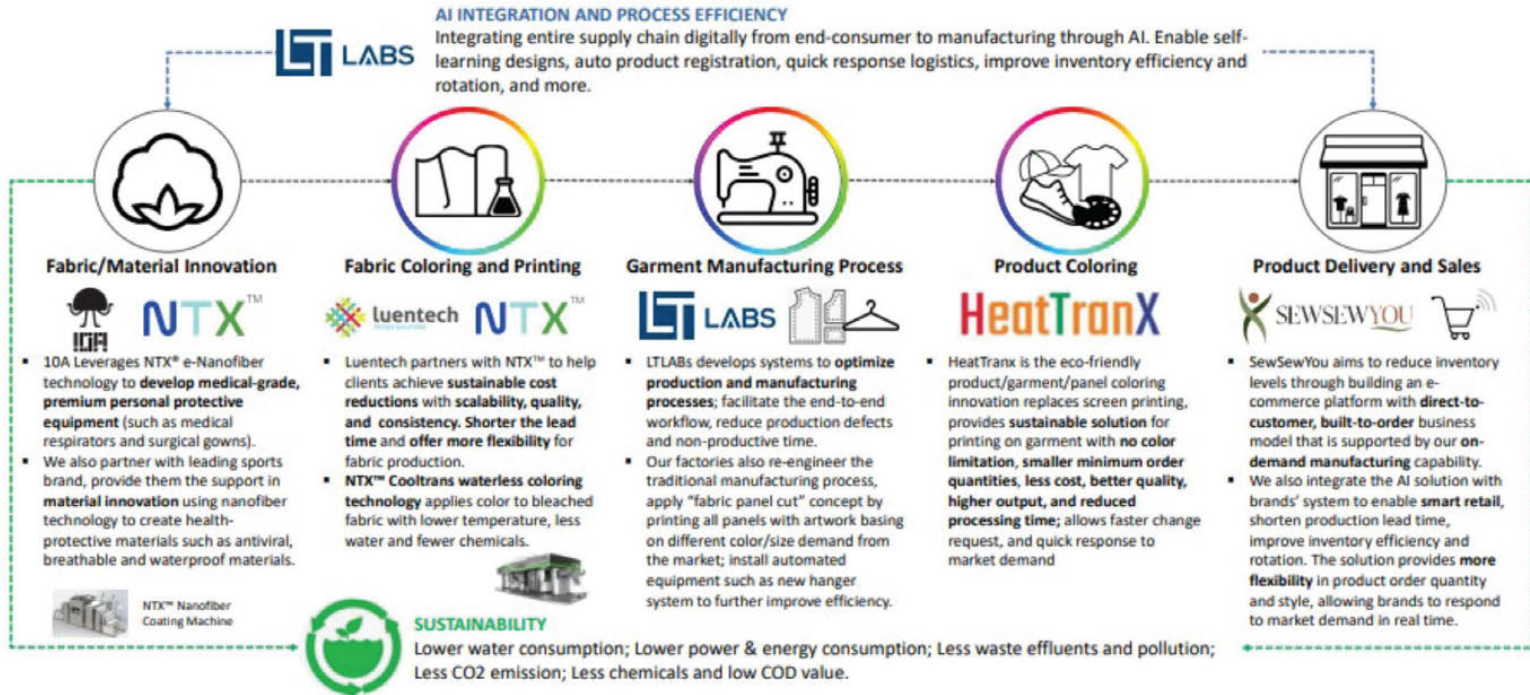 AI INTEGRATION AND PROCESS EFFICIENCY
LT LABS
Integrating entire supply chain digitally from end-consumer to manufacturing through AI. Enable self-
learning designs, auto product registration, quick response logistics, improve inventory efficiency and
rotation, and more.
Fabric/Material Innovation
10A
NTX™
▪ 10A Leverages NTX® e-Nanofiber
technology to develop medical-grade,
premium personal protective
equipment (such as medical
respirators and surgical gowns).
▪ We also partner with leading sports
brand, provide them the support in
material innovation using nanofiber
technology to create health-
protective materials such as antiviral,
breathable and waterproof materials.
NTX™ Nanofiber
Coating Machine
Fabric Coloring and Printing
luentech
NTX™
▪ Luentech partners with NTX™ to help
clients achieve sustainable cost
reductions with scalability, quality,
and consistency. Shorter the lead
time and offer more flexibility for
fabric production.
▪ NTX™ Cooltrans waterless coloring
technology applies color to bleached
fabric with lower temperature, less
water and fewer chemicals.
Garment Manufacturing Process
LT LABS
▪ LTLABs develops systems to optimize
production and manufacturing
processes; facilitate the end-to-end
workflow, reduce production defects
and non-productive time.
▪ Our factories also re-engineer the
traditional manufacturing process,
apply "fabric panel cut" concept by
printing all panels with artwork basing
on different color/size demand from
the market; install automated
equipment such as new hanger
system to further improve efficiency.
Product Coloring
HeatTranX
▪ HeatTranx is the eco-friendly
product/garment/panel coloring
innovation replaces screen printing,
provides sustainable solution for
printing on garment with no color
limitation, smaller minimum order
quantities, less cost, better quality,
higher output, and reduced
processing time; allows faster change
request, and quick response to
market demand
Product Delivery and Sales
SEWSEWYOU
▪ SewSewYou aims to reduce inventory
levels through building an e-
commerce platform with direct-to-
customer, built-to-order business
model that is supported by our on-
demand manufacturing capability.
▪ We also integrate the AI solution with
brands' system to enable smart retail,
shorten production lead time,
improve inventory efficiency and
rotation. The solution provides more
flexibility in product order quantity
and style, allowing brands to respond
to market demand in real time.
SUSTAINABILITY
Lower water consumption; Lower power & energy consumption; Less waste effluents and pollution;
Less CO2 emission; Less chemicals and low COD value.